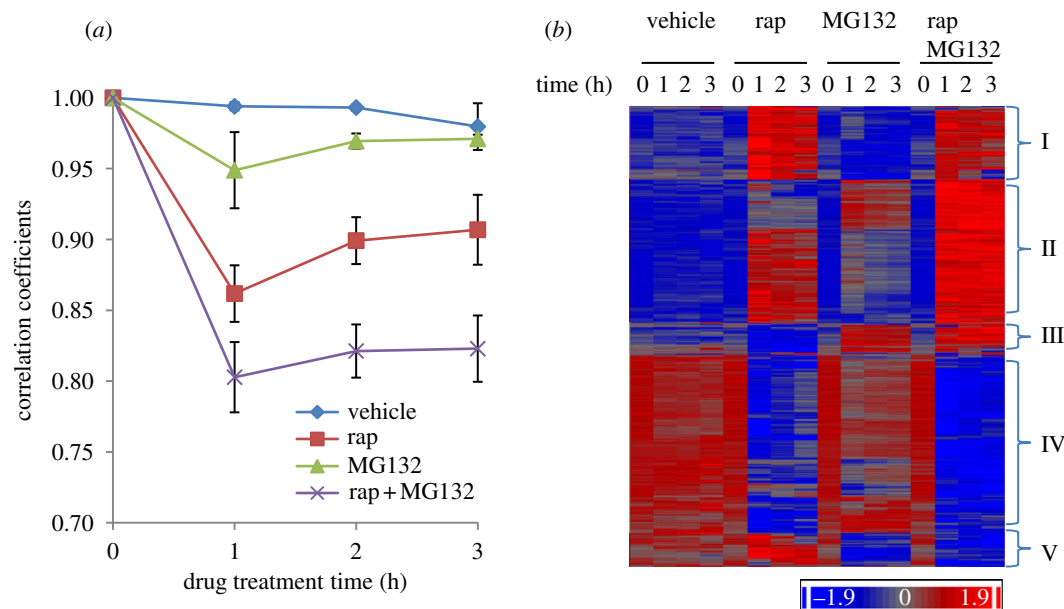 (a)
correlation coefficients
1.00
0.95
0.90
0.85
0.80
0.75
0.70
0 1 2 3
drug treatment time (h)
vehicle
rap
MG132
rap + MG132
(b)
vehicle rap MG132 rap MG132
time (h) 0 1 2 3 0 1 2 3 0 1 2 3 0 1 2 3
I
II
III
IV
V
–1.9 0 1.9